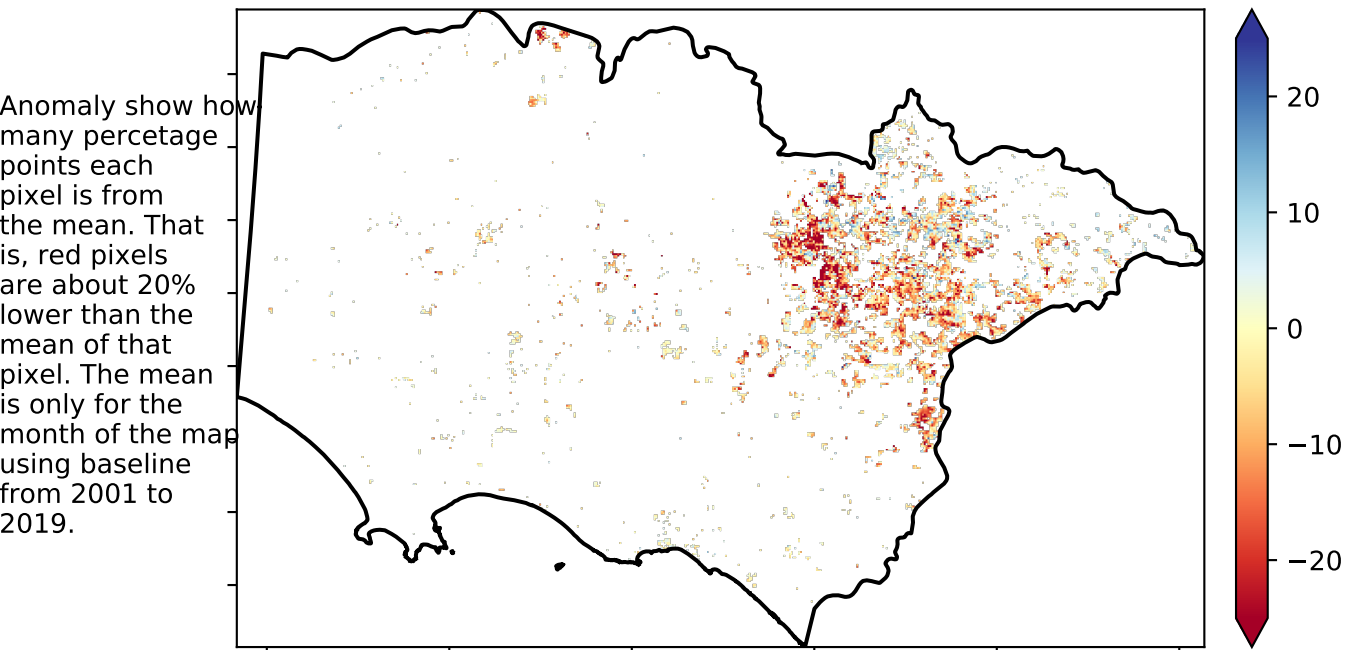 Anomaly show how
many percetage
points each
pixel is from
the mean. That
is, red pixels
are about 20%
lower than the
mean of that
pixel. The mean
is only for the
month of the map
using baseline
from 2001 to
2019.
20
10
0
−10
−20